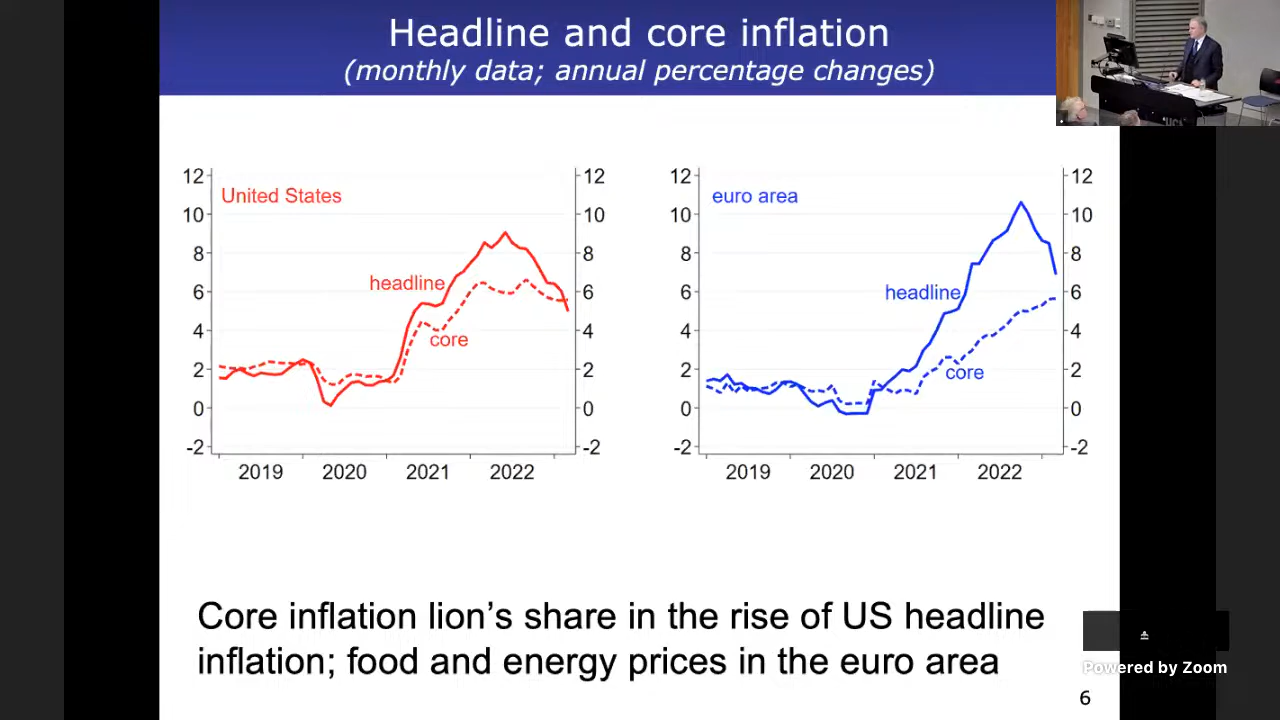 Headline and core inflation
(monthly data; annual percentage changes)
12
10
8
6
4
2
0
-2
United States
headline
core
12
10
8
6
4
2
0
-2
2019 2020 2021 2022
12
10
8
6
4
2
0
-2
euro area
headline
core
12
10
8
6
4
2
0
-2
2019 2020 2021 2022
Core inflation lion’s share in the rise of US headline
inflation; food and energy prices in the euro area
Powered by Zoom
6